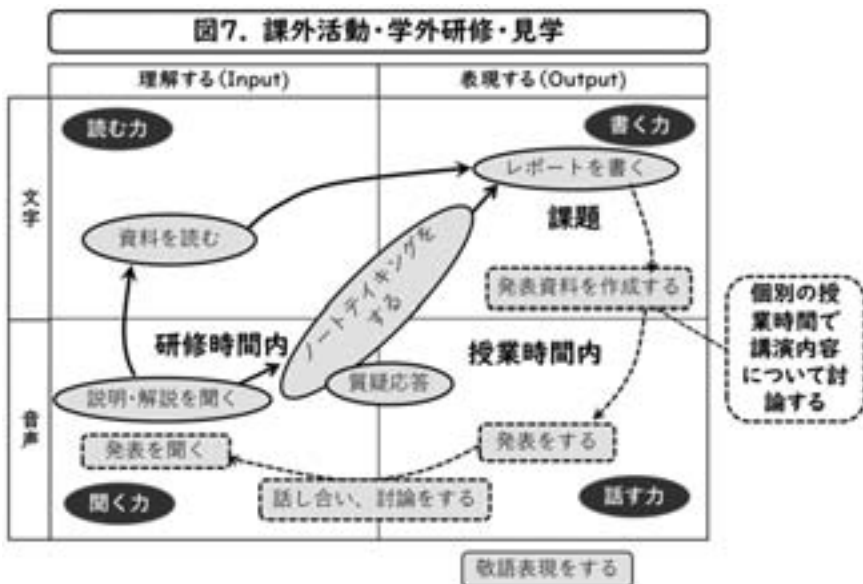 図7. 課外活動・学外研修・見学
理解する(Input)
表現する(Output)
文字
読む力
書く力
レポートを書く
課題
資料を読む
ノートテイキングを
する
発表資料を作成する
個別の授
業時間で
講演内容
について討
論する
音声
研修時間内
授業時間内
説明・解説を聞く
質疑応答
発表を聞く
発表をする
話し合い、討論をする
聞く力
話す力
敬語表現をする